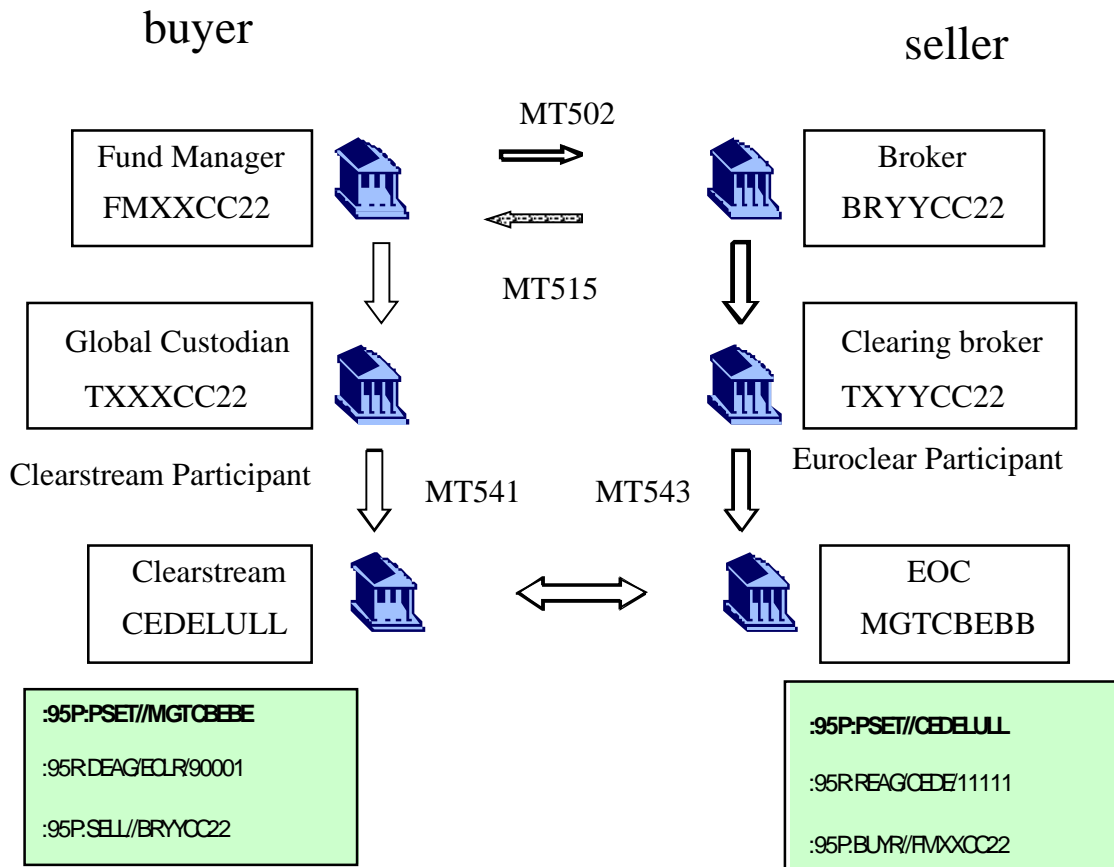 buyer
seller
MT502
Fund Manager
FMXXCC22
Broker
BRYYCC22
MT515
Global Custodian
TXXXCC22
Clearing broker
TXYYCC22
Clearstream Participant
Euroclear Participant
MT541
MT543
Clearstream
CEDELULL
EOC
MGTCBEBB
:95P:PSET//MGTCBEBE
:95R:DEAG/ECLR/90001
:95P:SELL//BRYYCC22
:95P:PSET//CEDELULL
:95R:REAG/CEDE/11111
:95P:BUYR//FMXXCC22